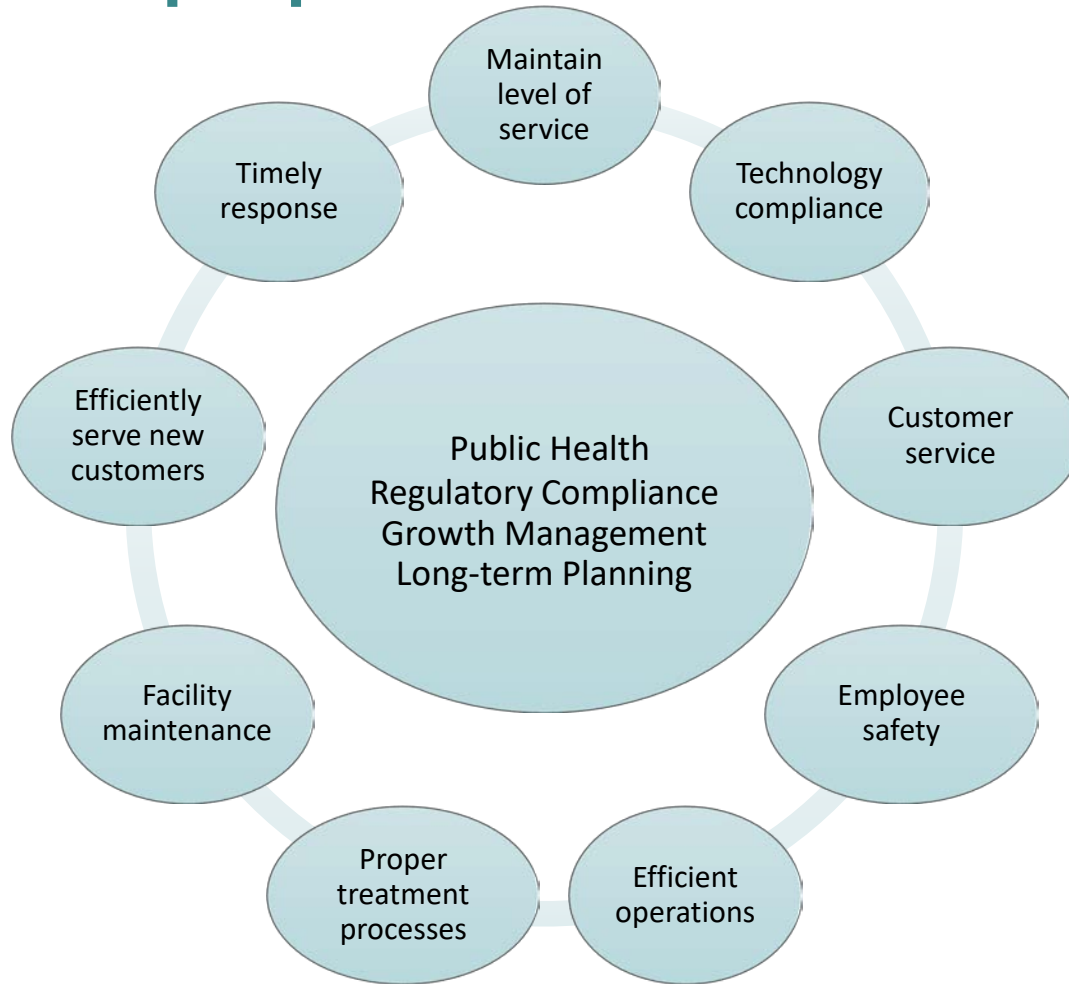 Maintain
level of
service
Technology
compliance
Customer
service
Employee
safety
Efficient
operations
Proper
treatment
processes
Facility
maintenance
Efficiently
serve new
customers
Timely
response
Public Health
Regulatory Compliance
Growth Management
Long-term Planning